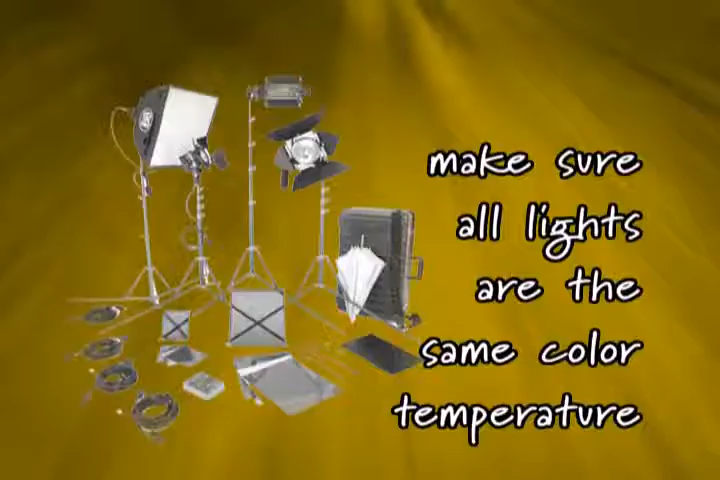 make sure
all lights
are the
same color
temperature